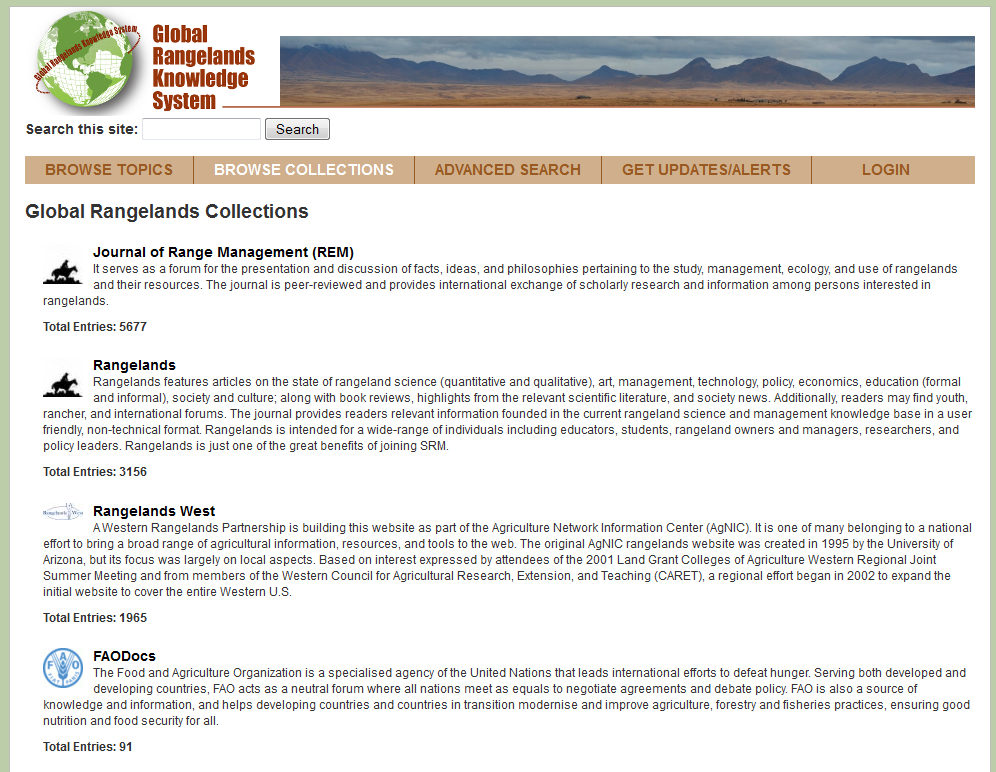 Global Rangelands Knowledge System
Global
Rangelands
Knowledge
System
Search this site:
Search
BROWSE TOPICS
BROWSE COLLECTIONS
ADVANCED SEARCH
GET UPDATES/ALERTS
LOGIN
Global Rangelands Collections
Journal of Range Management (REM)
It serves as a forum for the presentation and discussion of facts, ideas, and philosophies pertaining to the study, management, ecology, and use of rangelands
and their resources. The journal is peer-reviewed and provides international exchange of scholarly research and information among persons interested in
rangelands.
Total Entries: 5677
Rangelands
Rangelands features articles on the state of rangeland science (quantitative and qualitative), art, management, technology, policy, economics, education (formal
and informal), society and culture; along with book reviews, highlights from the relevant scientific literature, and society news. Additionally, readers may find youth,
rancher, and international forums. The journal provides readers relevant information founded in the current rangeland science and management knowledge base in a user
friendly, non-technical format. Rangelands is intended for a wide-range of individuals including educators, students, rangeland owners and managers, researchers, and
policy leaders. Rangelands is just one of the great benefits of joining SRM.
Total Entries: 3156
Rangelands West
Rangelands West
A Western Rangelands Partnership is building this website as part of the Agriculture Network Information Center (AgNIC). It is one of many belonging to a national
effort to bring a broad range of agricultural information, resources, and tools to the web. The original AgNIC rangelands website was created in 1995 by the University of
Arizona, but its focus was largely on local aspects. Based on interest expressed by attendees of the 2001 Land Grant Colleges of Agriculture Western Regional Joint
Summer Meeting and from members of the Western Council for Agricultural Research, Extension, and Teaching (CARET), a regional effort began in 2002 to expand the
initial website to cover the entire Western U.S.
Total Entries: 1965
F A O
FIAT PANIS
FAODocs
The Food and Agriculture Organization is a specialised agency of the United Nations that leads international efforts to defeat hunger. Serving both developed and
developing countries, FAO acts as a neutral forum where all nations meet as equals to negotiate agreements and debate policy. FAO is also a source of
knowledge and information, and helps developing countries and countries in transition modernise and improve agriculture, forestry and fisheries practices, ensuring good
nutrition and food security for all.
Total Entries: 91